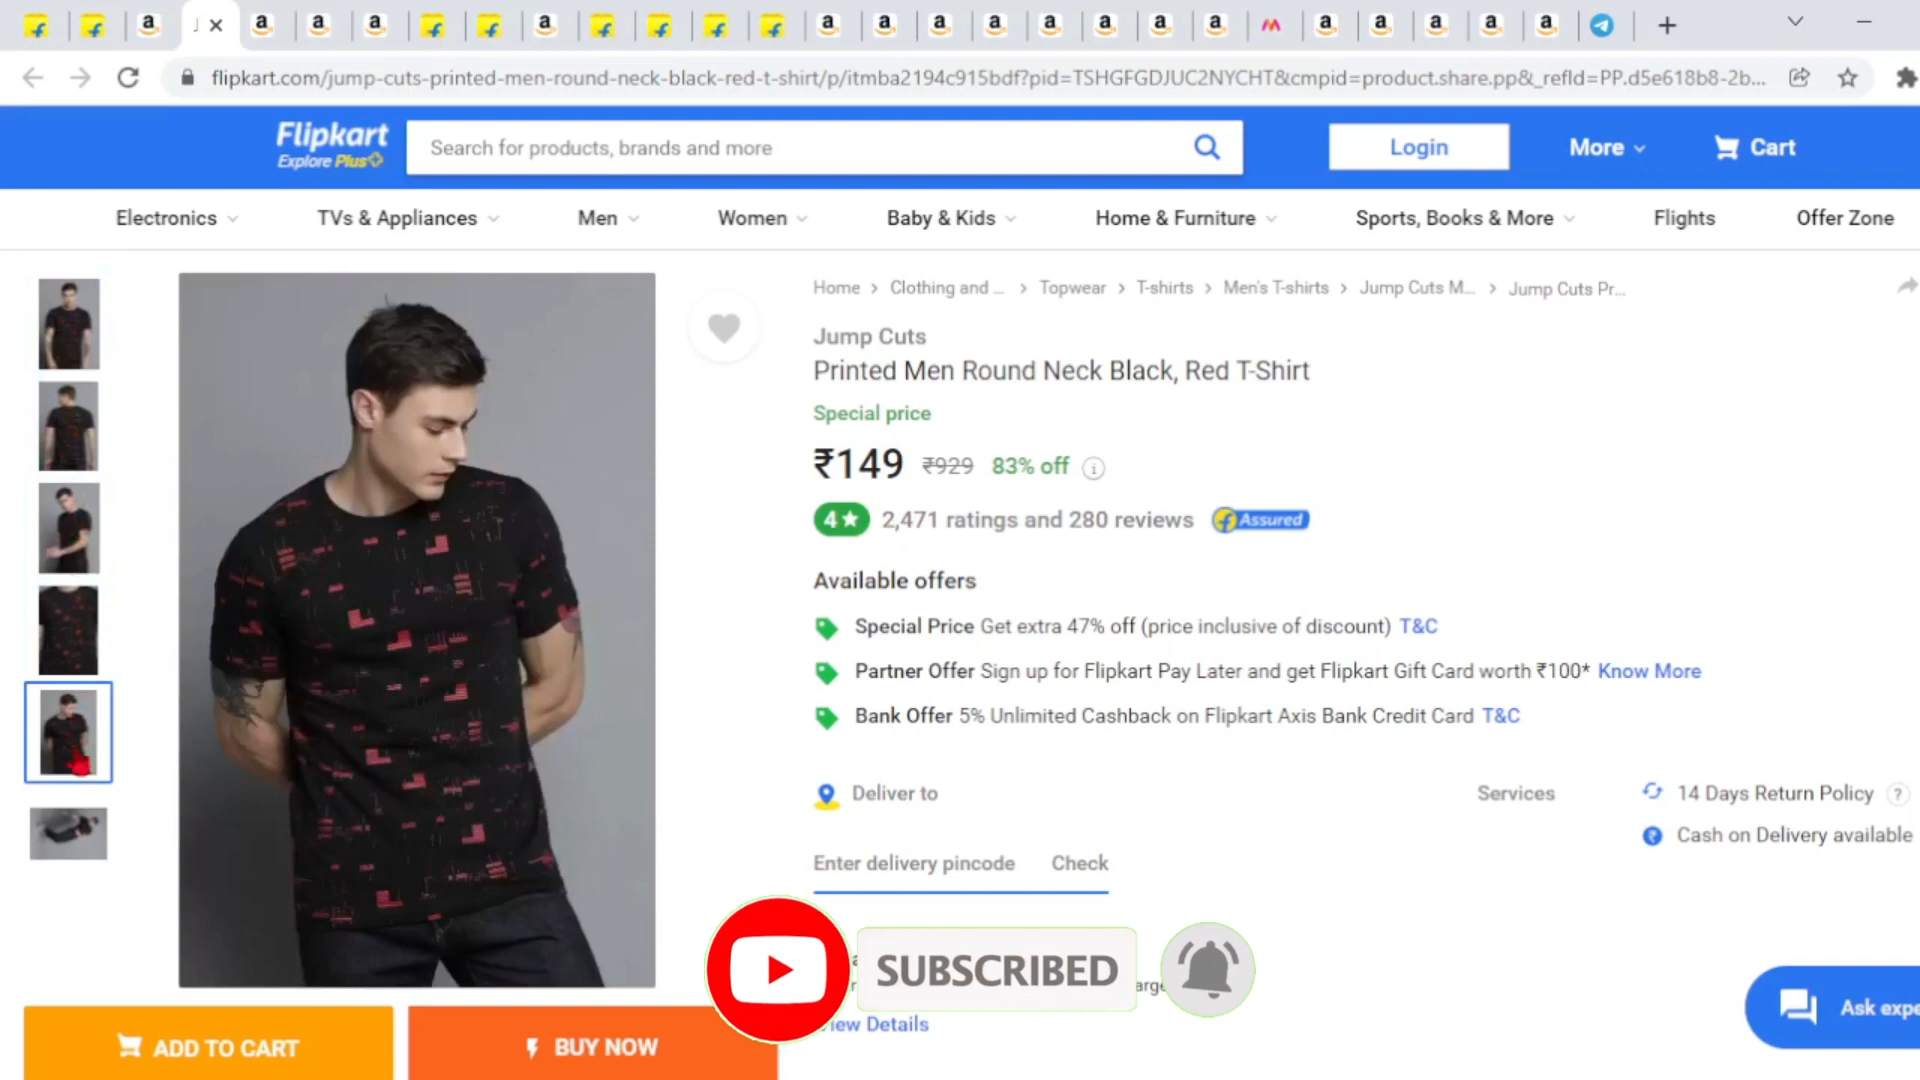 flipkart.com/jump-cuts-printed-men-round-neck-black-red-t-shirt/p/itmba2194c915bdf?pid=TSHGFGDJUC2NYCHT&cmpid=product.share.pp&_refId=PP.d5e618b8-2b...
Flipkart
Explore Plus
Search for products, brands and more
Login
More
Cart
Electronics
TVs & Appliances
Men
Women
Baby & Kids
Home & Furniture
Sports, Books & More
Flights
Offer Zone
Home > Clothing and ... > Topwear > T-shirts > Men's T-shirts > Jump Cuts M... > Jump Cuts Pr...
Jump Cuts
Printed Men Round Neck Black, Red T-Shirt
Special price
₹149 ₹929 83% off
4★ 2,471 ratings and 280 reviews Assured
Available offers
Special Price Get extra 47% off (price inclusive of discount) T&C
Partner Offer Sign up for Flipkart Pay Later and get Flipkart Gift Card worth ₹100* Know More
Bank Offer 5% Unlimited Cashback on Flipkart Axis Bank Credit Card T&C
Deliver to
Services
14 Days Return Policy ?
Cash on Delivery available
Enter delivery pincode Check
SUBSCRIBED
Details
Ask
ADD TO CART
BUY NOW